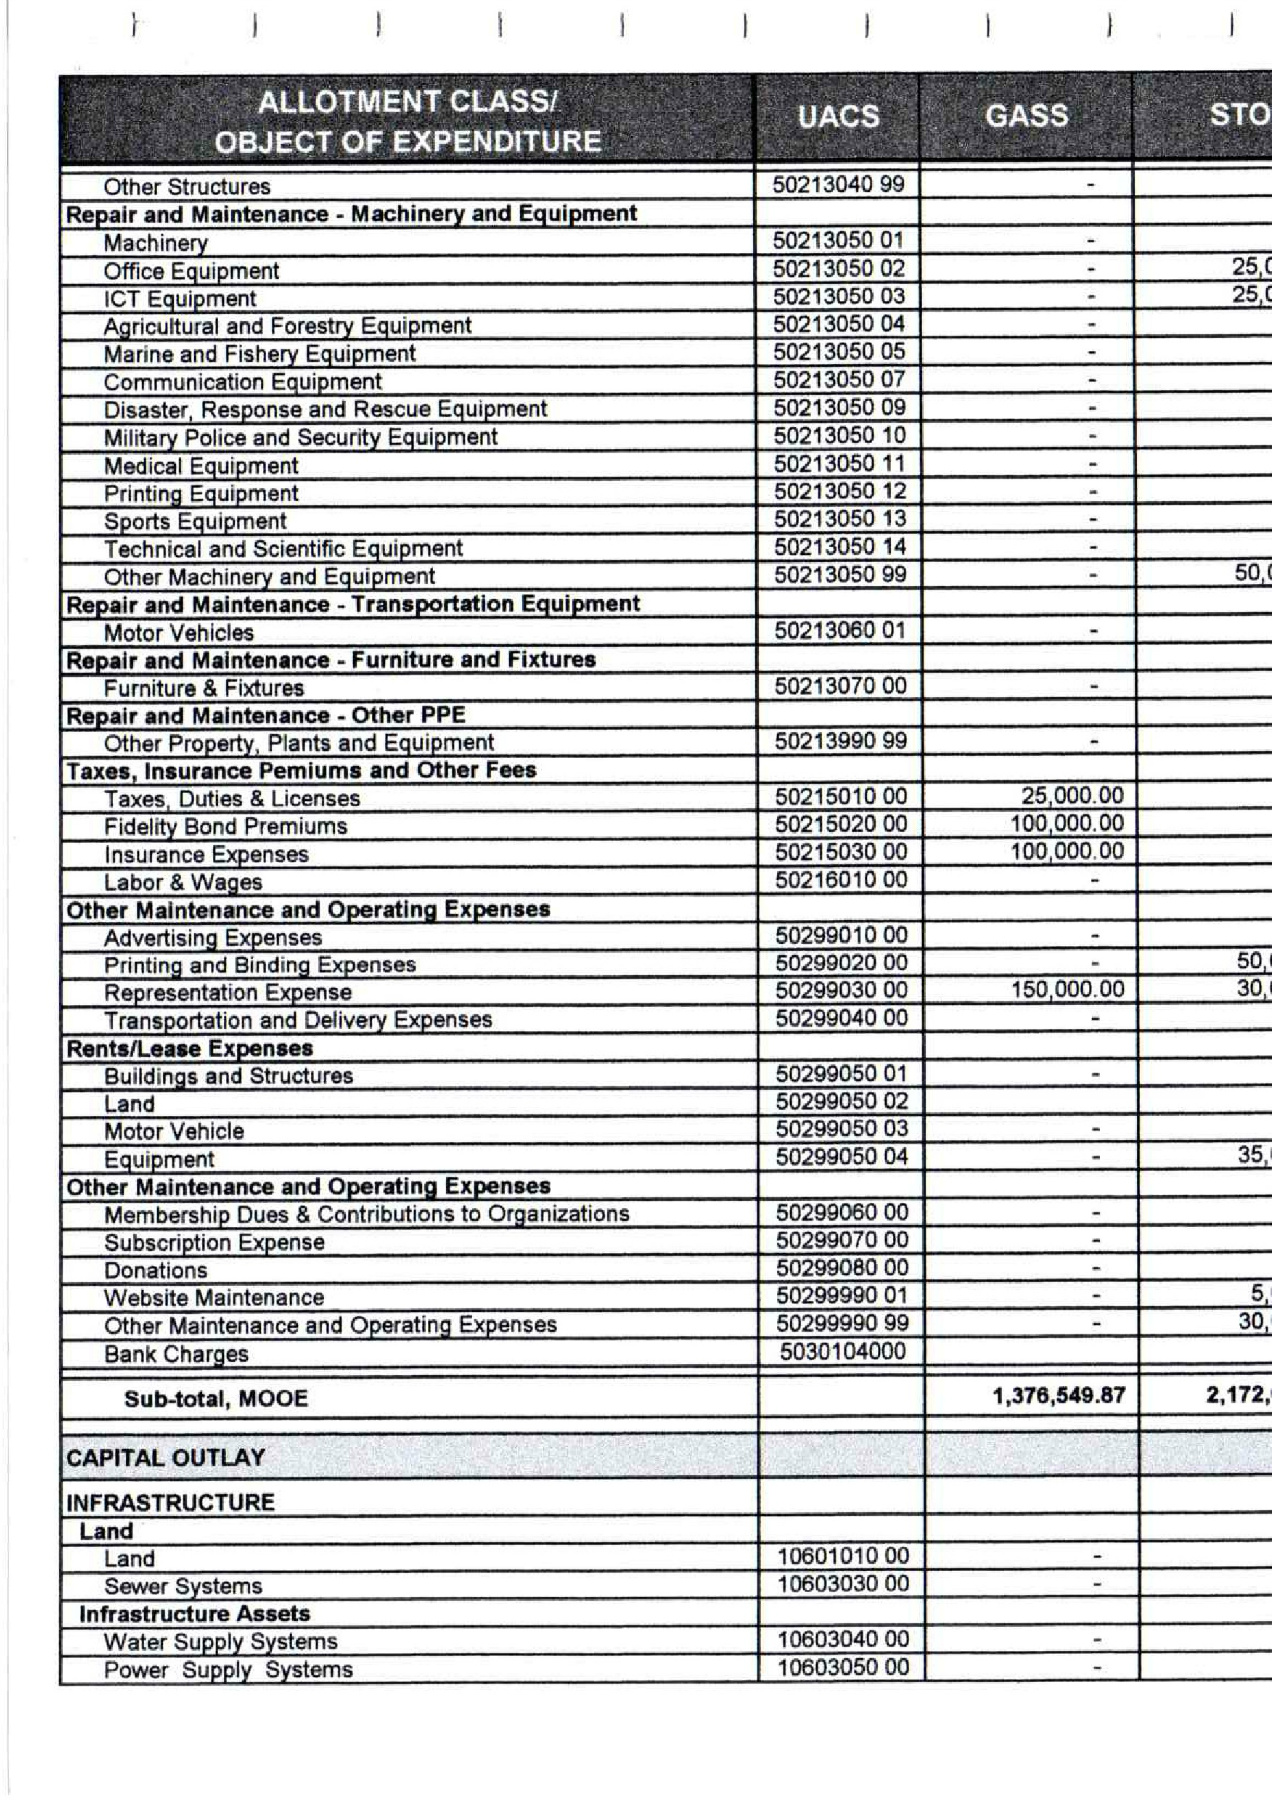 ALLOTMENT CLASS/
OBJECT OF EXPENDITURE UACS GASS STO
Other Structures 50213040 99 -
Repair and Maintenance - Machinery and Equipment
Machinery 50213050 01 -
Office Equipment 50213050 02 - 25,0
ICT Equipment 50213050 03 - 25,0
Agricultural and Forestry Equipment 50213050 04 -
Marine and Fishery Equipment 50213050 05 -
Communication Equipment 50213050 07 -
Disaster, Response and Rescue Equipment 50213050 09 -
Military Police and Security Equipment 50213050 10 -
Medical Equipment 50213050 11 -
Printing Equipment 50213050 12 -
Sports Equipment 50213050 13 -
Technical and Scientific Equipment 50213050 14 -
Other Machinery and Equipment 50213050 99 - 50,0
Repair and Maintenance - Transportation Equipment
Motor Vehicles 50213060 01 -
Repair and Maintenance - Furniture and Fixtures
Furniture & Fixtures 50213070 00 -
Repair and Maintenance - Other PPE
Other Property, Plants and Equipment 50213990 99 -
Taxes, Insurance Pemiums and Other Fees
Taxes, Duties & Licenses 50215010 00 25,000.00
Fidelity Bond Premiums 50215020 00 100,000.00
Insurance Expenses 50215030 00 100,000.00
Labor & Wages 50216010 00 -
Other Maintenance and Operating Expenses
Advertising Expenses 50299010 00 -
Printing and Binding Expenses 50299020 00 - 50,
Representation Expense 50299030 00 150,000.00 30,
Transportation and Delivery Expenses 50299040 00 -
Rents/Lease Expenses
Buildings and Structures 50299050 01 -
Land 50299050 02
Motor Vehicle 50299050 03 -
Equipment 50299050 04 - 35,
Other Maintenance and Operating Expenses
Membership Dues & Contributions to Organizations 50299060 00 -
Subscription Expense 50299070 00 -
Donations 50299080 00 -
Website Maintenance 50299990 01 - 5,
Other Maintenance and Operating Expenses 50299990 99 - 30,
Bank Charges 5030104000
Sub-total, MOOE 1,376,549.87 2,172,
CAPITAL OUTLAY
INFRASTRUCTURE
Land
Land 10601010 00 -
Sewer Systems 10603030 00 -
Infrastructure Assets
Water Supply Systems 10603040 00 -
Power Supply Systems 10603050 00 -